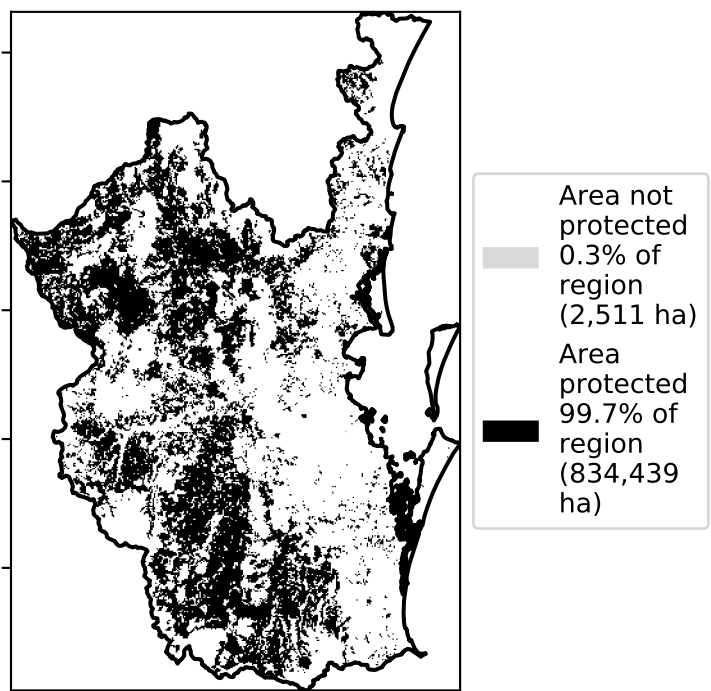 Area not
protected
0.3% of
region
(2,511 ha)
Area
protected
99.7% of
region
(834,439
ha)